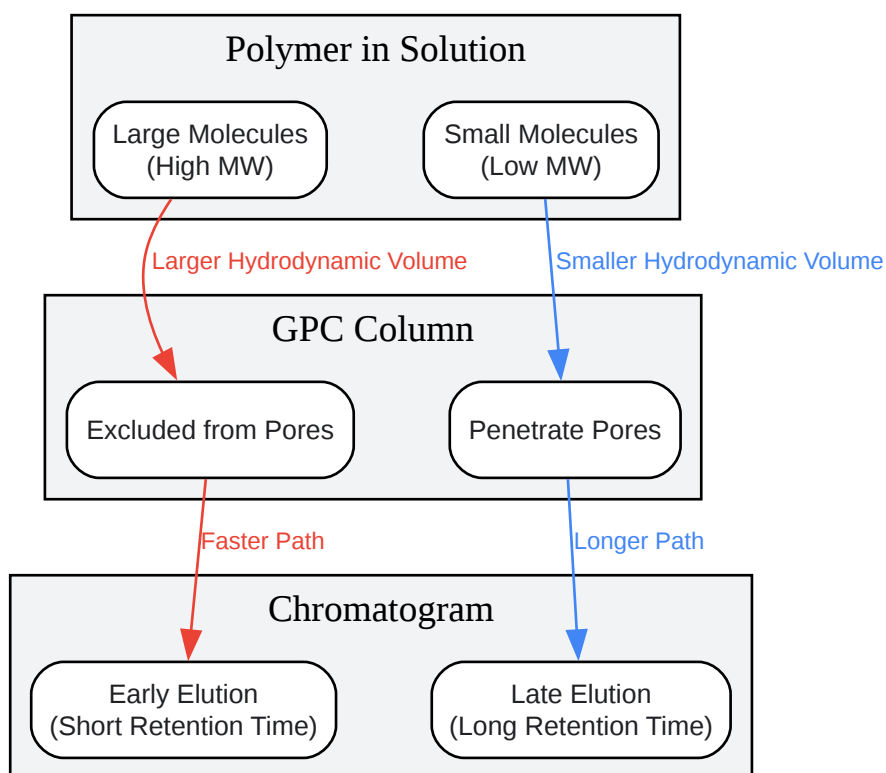 Polymer in Solution
Large Molecules
(High MW)
Small Molecules
(Low MW)
Larger Hydrodynamic Volume
Smaller Hydrodynamic Volume
GPC Column
Excluded from Pores
Penetrate Pores
Faster Path
Longer Path
Chromatogram
Early Elution
(Short Retention Time)
Late Elution
(Long Retention Time)